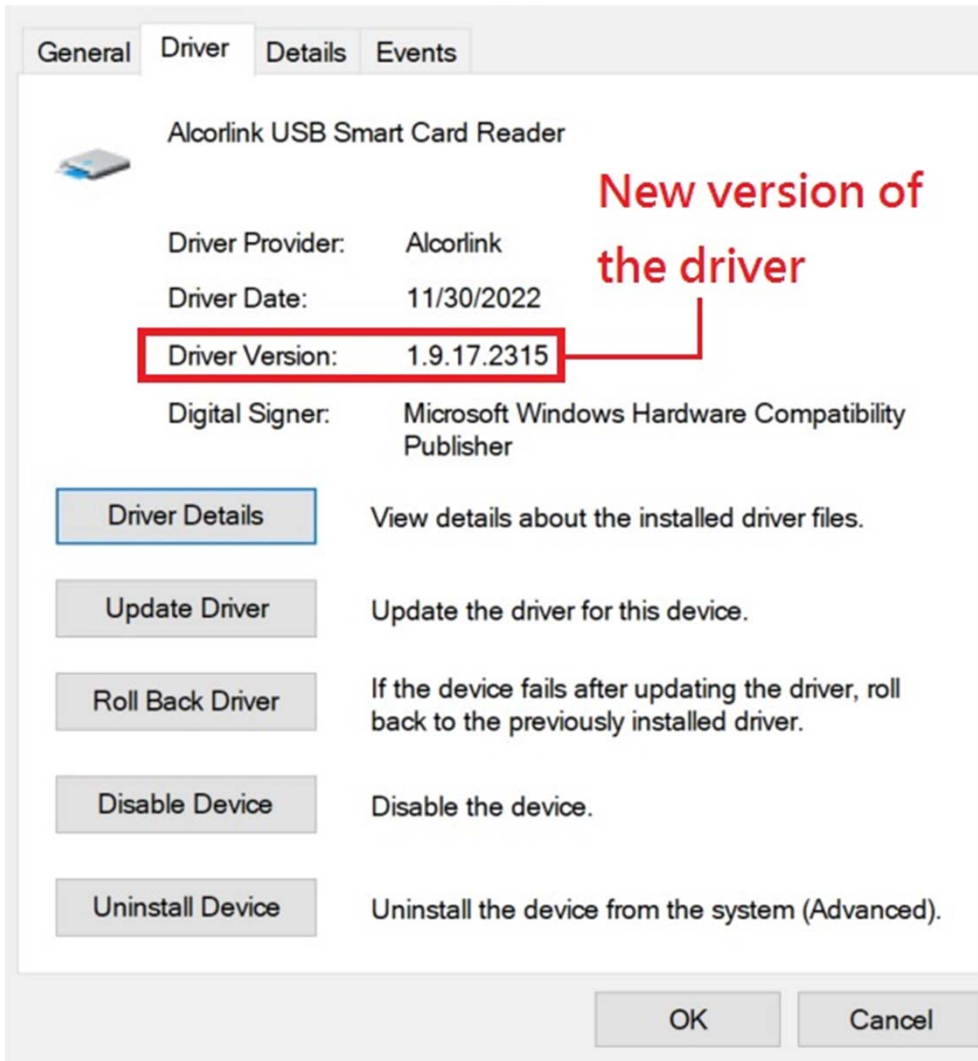 General Driver Details Events
Alcorlink USB Smart Card Reader
New version of
the driver
Driver Provider: Alcorlink
Driver Date: 11/30/2022
Driver Version: 1.9.17.2315
Digital Signer: Microsoft Windows Hardware Compatibility
Publisher
Driver Details View details about the installed driver files.
Update Driver Update the driver for this device.
Roll Back Driver If the device fails after updating the driver, roll
back to the previously installed driver.
Disable Device Disable the device.
Uninstall Device Uninstall the device from the system (Advanced).
OK Cancel